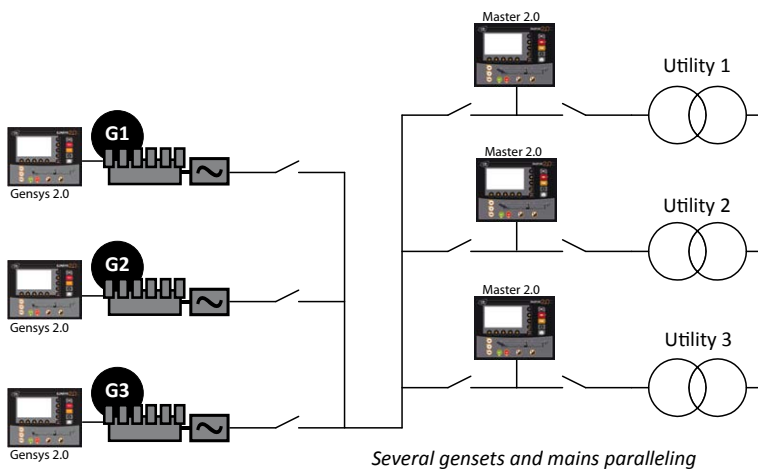 Master 2.0
Utility 1
G1
Gensys 2.0
Master 2.0
Utility 2
G2
Gensys 2.0
Master 2.0
Utility 3
G3
Gensys 2.0
Several gensets and mains paralleling